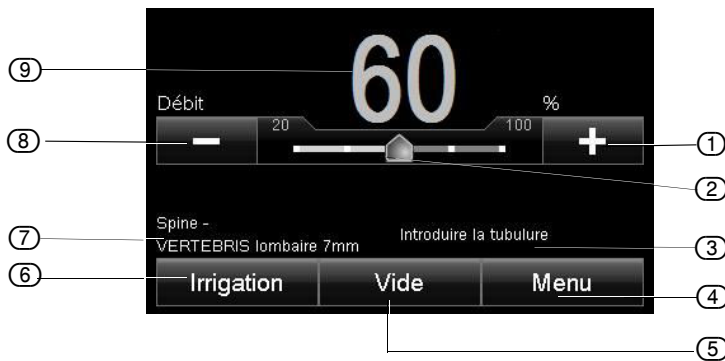 9
60
Débit
%
8
−
20
100
+
1
2
Spine -
7
VERTEBRIS lombaire 7mm
Introduire la tubulure
3
6
Irrigation
Vide
Menu
4
5